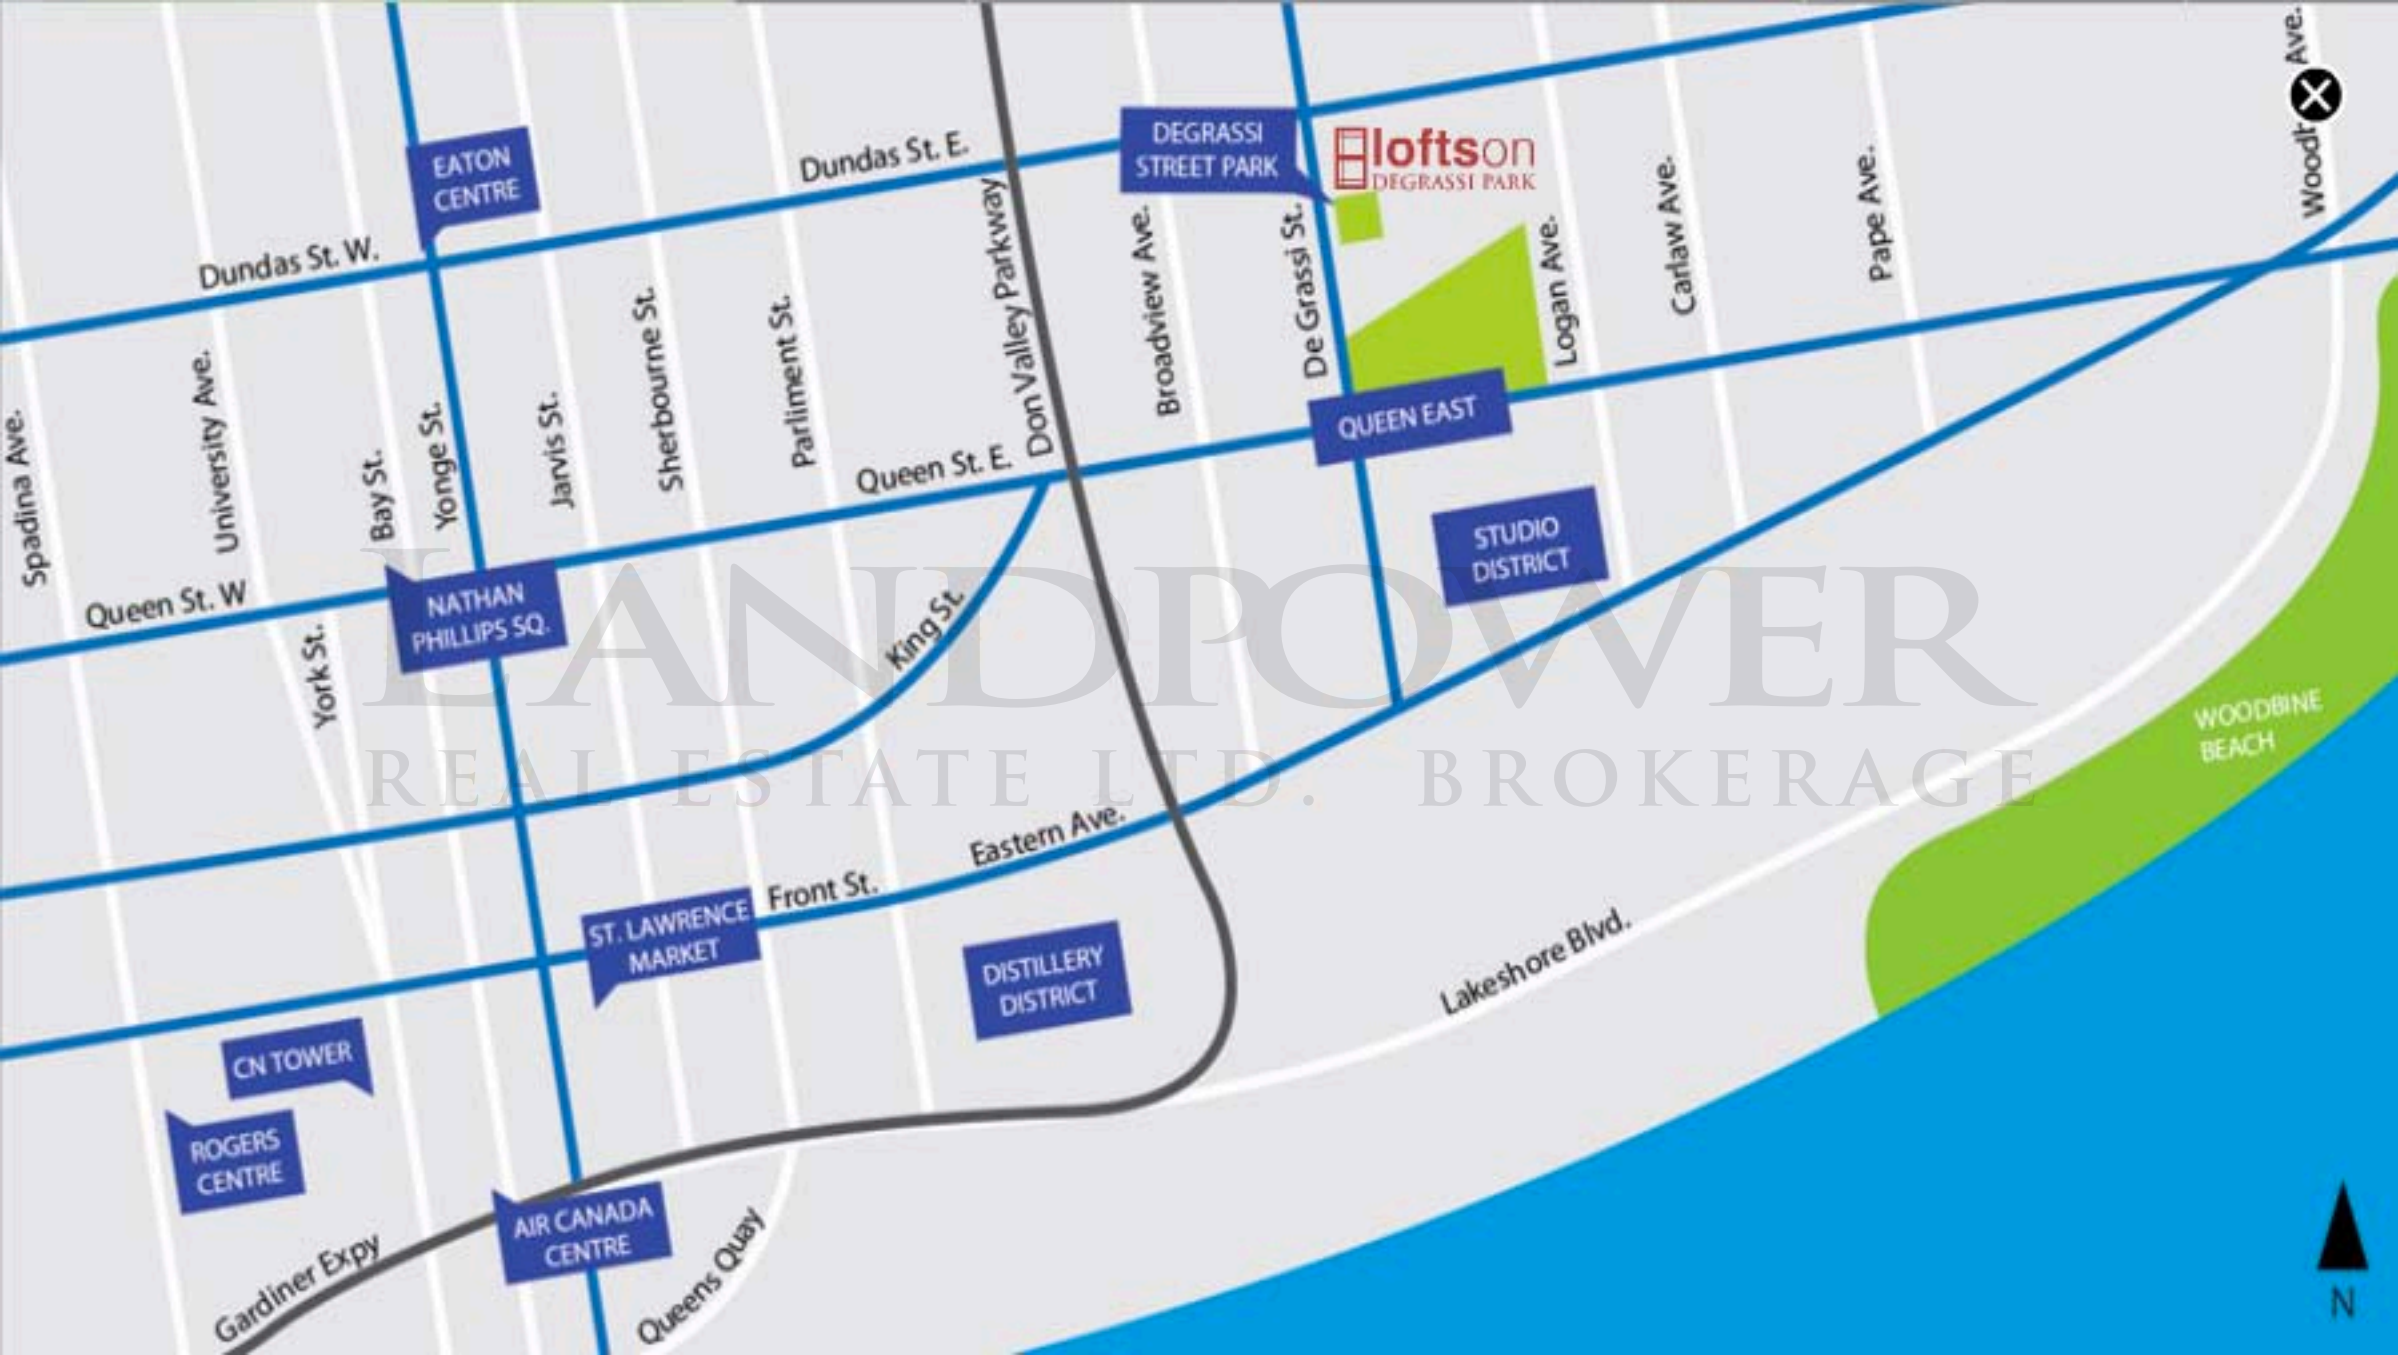 Ave.
Woodb
DEGRASSI
STREET PARK
loftson
DEGRASSI PARK
EATON
CENTRE
Dundas St. E.
Dundas St. W.
Don Valley Parkway
Broadview Ave.
De Grassi St.
Logan Ave.
Carlaw Ave.
Pape Ave.
Spadina Ave.
University Ave.
Bay St.
Yonge St.
Jarvis St.
Sherbourne St.
Parliment St.
Queen St. E.
QUEEN EAST
STUDIO
DISTRICT
Queen St. W
NATHAN
PHILLIPS SQ.
York St.
King St.
LANDPOWER
REAL ESTATE LTD. BROKERAGE
WOODBINE
BEACH
Eastern Ave.
Front St.
ST. LAWRENCE
MARKET
DISTILLERY
DISTRICT
Lakeshore Blvd.
CN TOWER
ROGERS
CENTRE
AIR CANADA
CENTRE
Gardiner Expy
Queens Quay
N